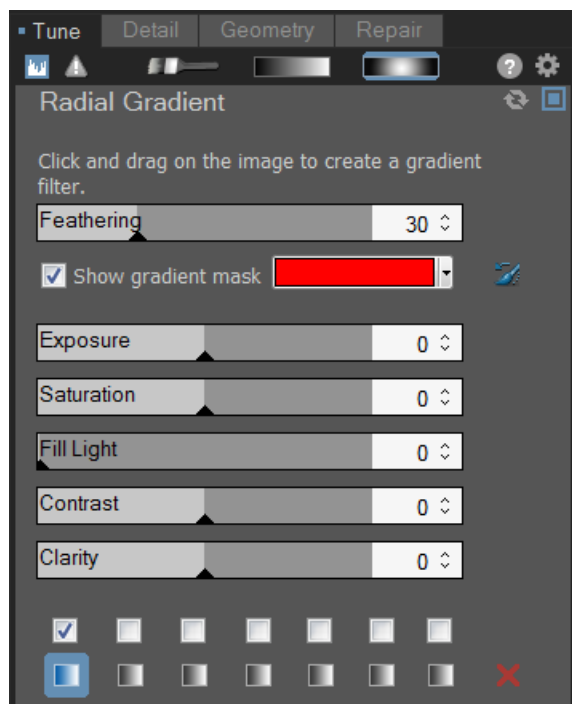 Tune Detail Geometry Repair
?
Radial Gradient
Click and drag on the image to create a gradient
filter.
Feathering 30
Show gradient mask
Exposure 0
Saturation 0
Fill Light 0
Contrast 0
Clarity 0